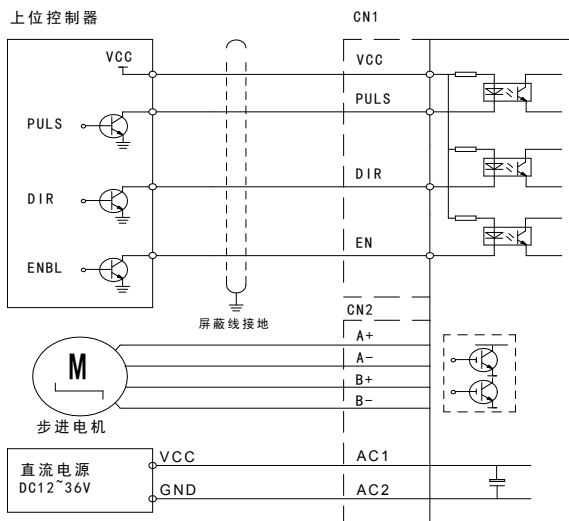 上位控制器
CN1
VCC
VCC
PULS
PULS
DIR
DIR
EN
ENBL
屏蔽线接地
CN2
A+
A-
B+
B-
M
步进电机
直流电源
DC12~36V
VCC
GND
AC1
AC2